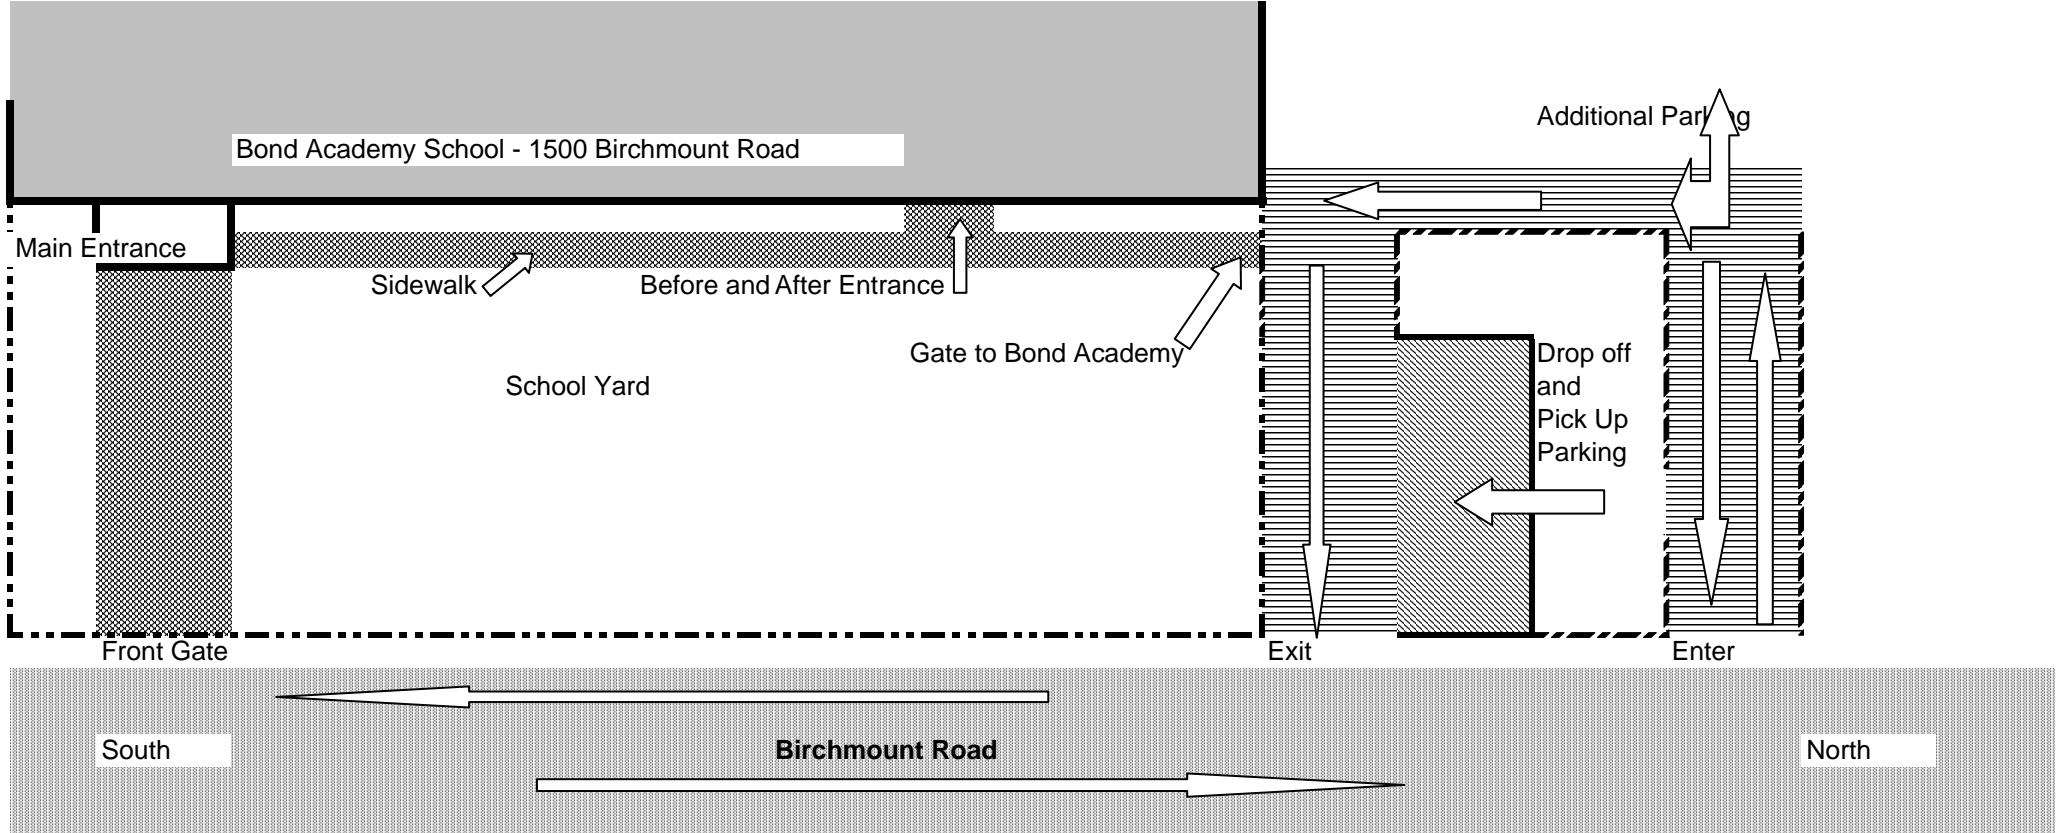 Additional Parking
Bond Academy School - 1500 Birchmount Road
Main Entrance
Sidewalk
Before and After Entrance
Gate to Bond Academy
School Yard
Drop off
and
Pick Up
Parking
Front Gate
Exit
Enter
South
Birchmount Road
North